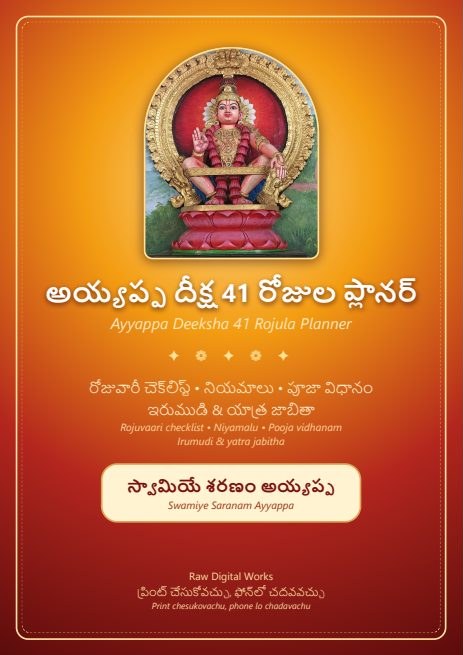 అయ్యప్ప దీక్ష 41 రోజుల ప్లానర్
Ayyappa Deeksha 41 Rojula Planner
రోజువారీ చెక్‌లిస్ట్ • నియమాలు • పూజా విధానం
ఇరుముడి & యాత్ర జాబితా
Rojuvaari checklist • Niyamalu • Pooja vidhanam
Irumudi & yatra jabitha
స్వామియే శరణం అయ్యప్ప
Swamiye Saranam Ayyappa
Raw Digital Works
ప్రింట్ చేసుకోవచ్చు, ఫోన్‌లో చదవవచ్చు
Print chesukovachu, phone lo chadavachu